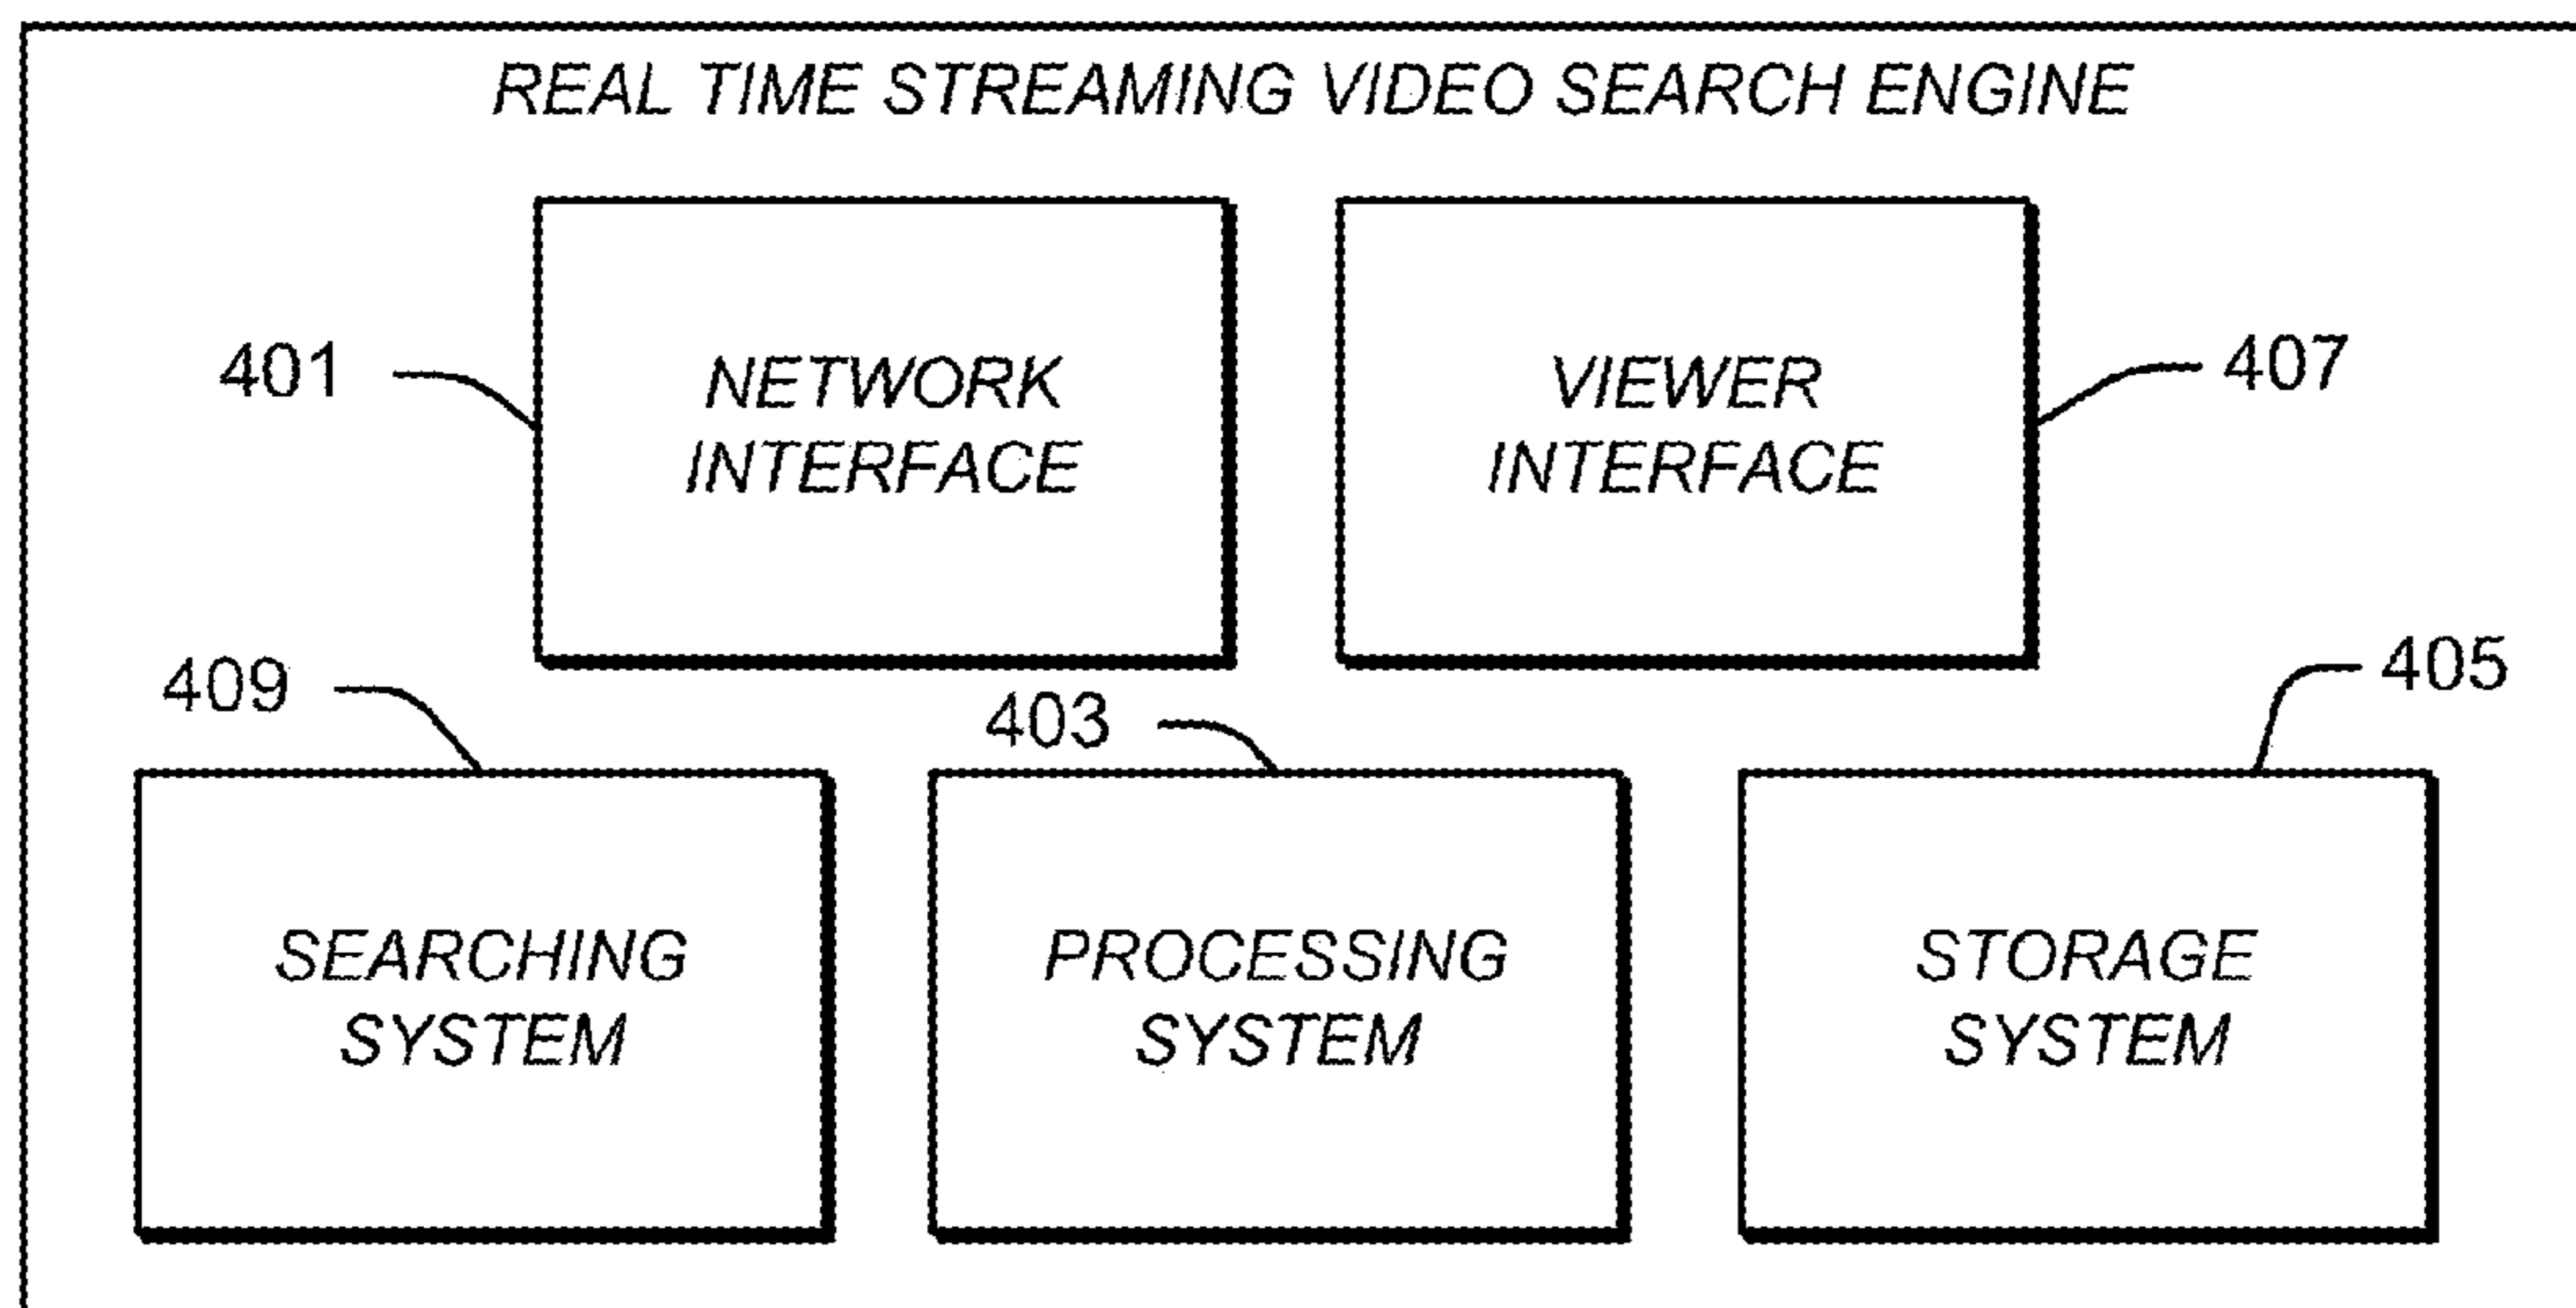 REAL TIME STREAMING VIDEO SEARCH ENGINE
401
NETWORK
INTERFACE
VIEWER
INTERFACE
407
409
403
405
SEARCHING
SYSTEM
PROCESSING
SYSTEM
STORAGE
SYSTEM